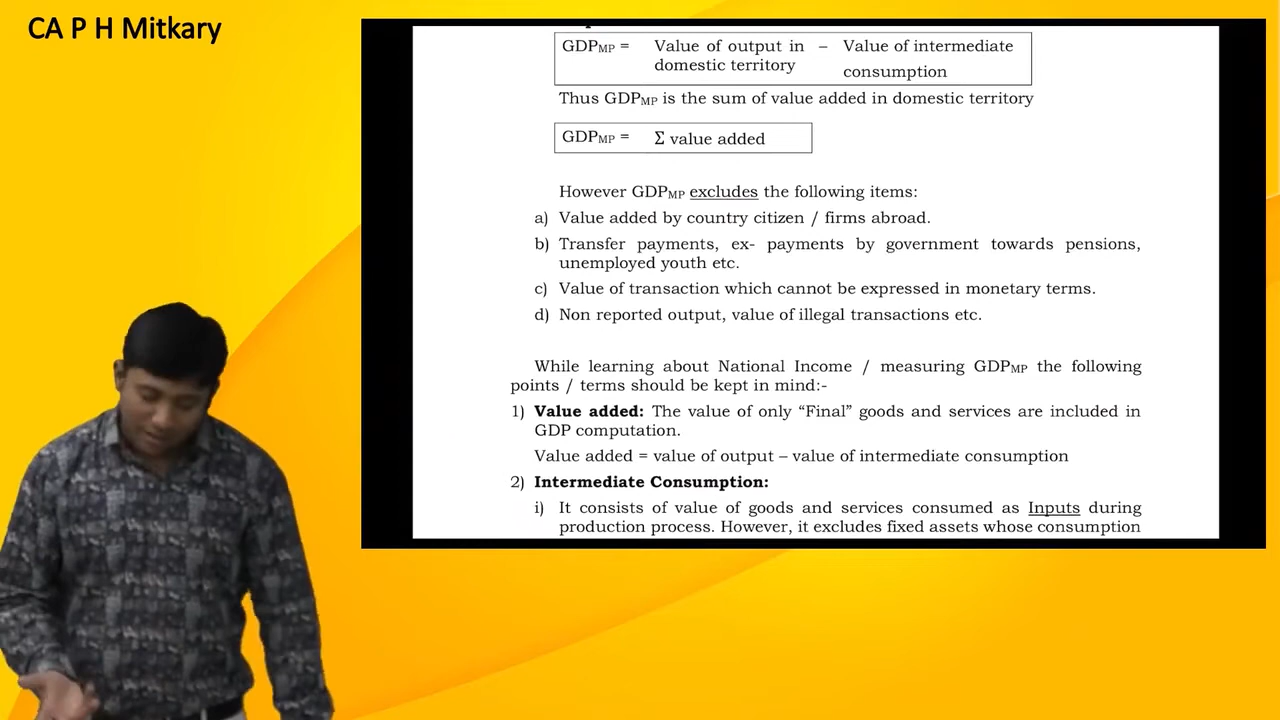 CA P H Mitkary
GDPMP = Value of output in – Value of intermediate
domestic territory consumption
Thus GDPMP is the sum of value added in domestic territory
GDPMP = Σ value added
However GDPMP excludes the following items:
a) Value added by country citizen / firms abroad.
b) Transfer payments, ex- payments by government towards pensions,
unemployed youth etc.
c) Value of transaction which cannot be expressed in monetary terms.
d) Non reported output, value of illegal transactions etc.
While learning about National Income / measuring GDPMP the following
points / terms should be kept in mind:-
1) Value added: The value of only “Final” goods and services are included in
GDP computation.
Value added = value of output – value of intermediate consumption
2) Intermediate Consumption:
i) It consists of value of goods and services consumed as Inputs during
production process. However, it excludes fixed assets whose consumption